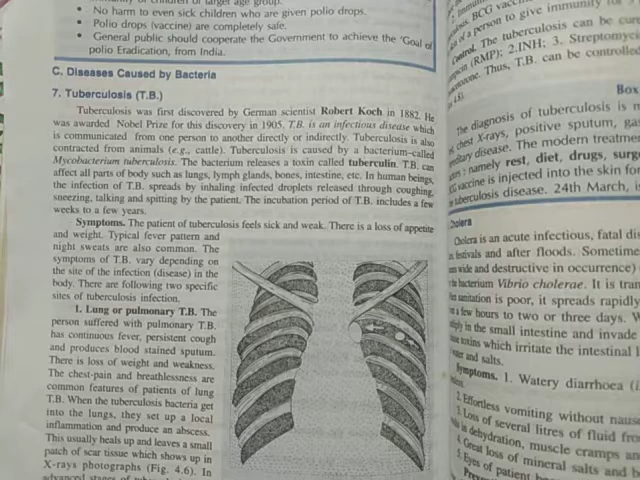 No harm to even sick children who are given polio drops.
Polio drops (vaccine) are completely safe.
General public should cooperate the Government to achieve the 'Goal of
polio Eradication, from India.
C. Diseases Caused by Bacteria
7. Tuberculosis (T.B.)
Tuberculosis was first discovered by German scientist Robert Koch in 1882. He
was awarded Nobel Prize for this discovery in 1905. T.B. is an infectious disease which
is communicated from one person to another directly or indirectly. Tuberculosis is also
contracted from animals (e.g., cattle). Tuberculosis is caused by a bacterium-called
Mycobacterium tuberculosis. The bacterium releases a toxin called tuberculin. T.B. can
affect all parts of body such as lungs, lymph glands, bones, intestine, etc. In human beings,
the infection of T.B. spreads by inhaling infected droplets released through coughing,
sneezing, talking and spitting by the patient. The incubation period of T.B. includes a few
weeks to a few years.
Symptoms. The patient of tuberculosis feels sick and weak. There is a loss of appetite
and weight. Typical fever pattern and
night sweats are also common. The
symptoms of T.B. vary depending on
the site of the infection (disease) in the
body. There are following two specific
sites of tuberculosis infection.
1. Lung or pulmonary T.B. The
person suffered with pulmonary T.B.
has continuous fever, persistent cough
and produces blood stained sputum.
There is loss of weight and weakness.
The chest-pain and breathlessness are
common features of patients of lung
T.B. When the tuberculosis bacteria get
into the lungs, they set up a local
inflammation and produce an abscess.
This usually heals up and leaves a small
patch of scar tissue which shows up in
X-rays photographs (Fig. 4.6). In
BCG
of a person to give immunity for
Control. The tuberculosis can be
(RMP); 2.INH; 3.
Thus, T.B. can be controlled
4.8).
Box
The diagnosis of tuberculosis is
chest X-rays, positive sputum,
disease. The modern
namely rest, diet, drugs,
vaccine is injected into the skin for
tuberculosis disease. 24th March,
Cholera
Cholera is an acute infectious, fatal
festivals and after floods. Sometime
wide and destructive in occurrence)
the bacterium Vibrio cholerae. It is
sanitation is poor, it spreads rapidly
a few hours to two or three days.
in the small intestine and invade
toxins which irritate the intestinal
water and salts.
Symptoms. 1. Watery diarrhoea
2. Effortless vomiting without
3. Loss of several litres of fluid
in dehydration, muscle cramps
4. Great loss of mineral salts and
5. Eyes of patient